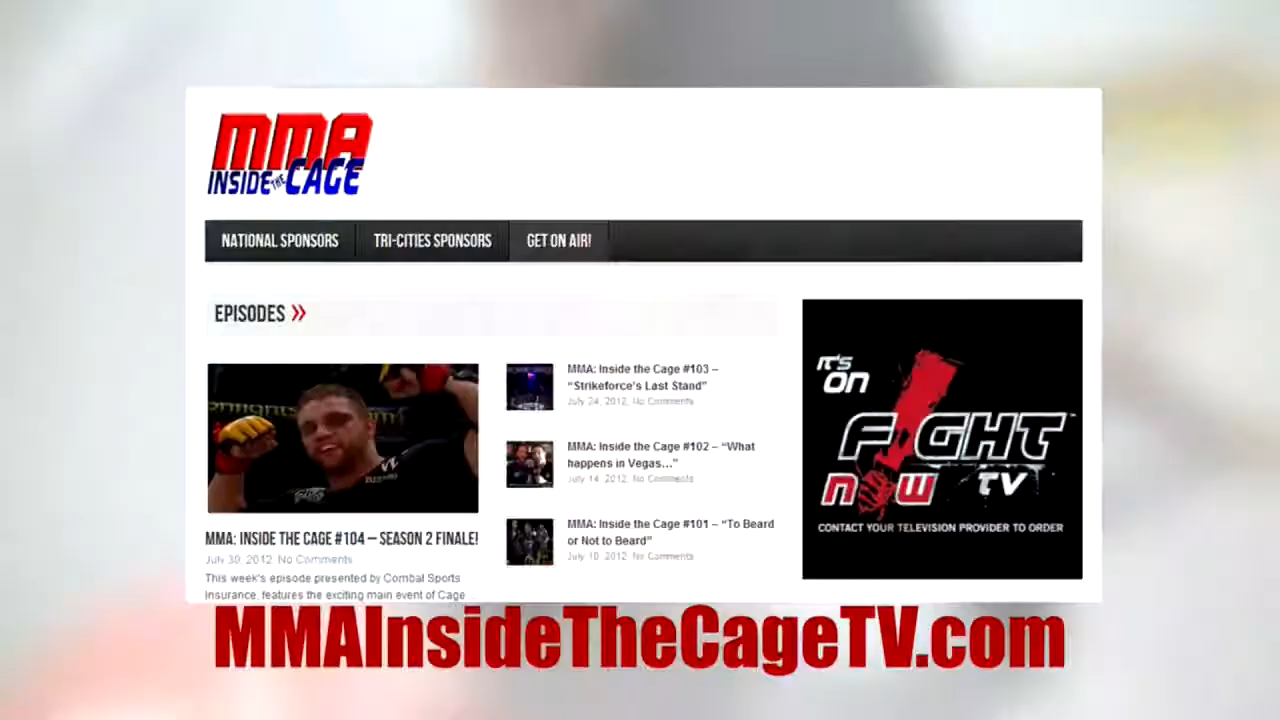 MMA
INSIDE THE CAGE
NATIONAL SPONSORS
TRI-CITIES SPONSORS
GET ON AIR!
EPISODES »
MMA: INSIDE THE CAGE #104 – SEASON 2 FINALE!
July 30, 2012, No Comments
This week's episode presented by Combat Sports
Insurance, features the exciting main event of Cage
MMA: Inside the Cage #103 –
“Strikeforce's Last Stand”
July 24, 2012, No Comments
MMA: Inside the Cage #102 – “What
happens in Vegas...”
July 14, 2012, No Comments
MMA: Inside the Cage #101 – “To Beard
or Not to Beard”
July 10, 2012, No Comments
IT'S
ON
FIGHT™
NOW TV
CONTACT YOUR TELEVISION PROVIDER TO ORDER
MMAInsideTheCageTV.com